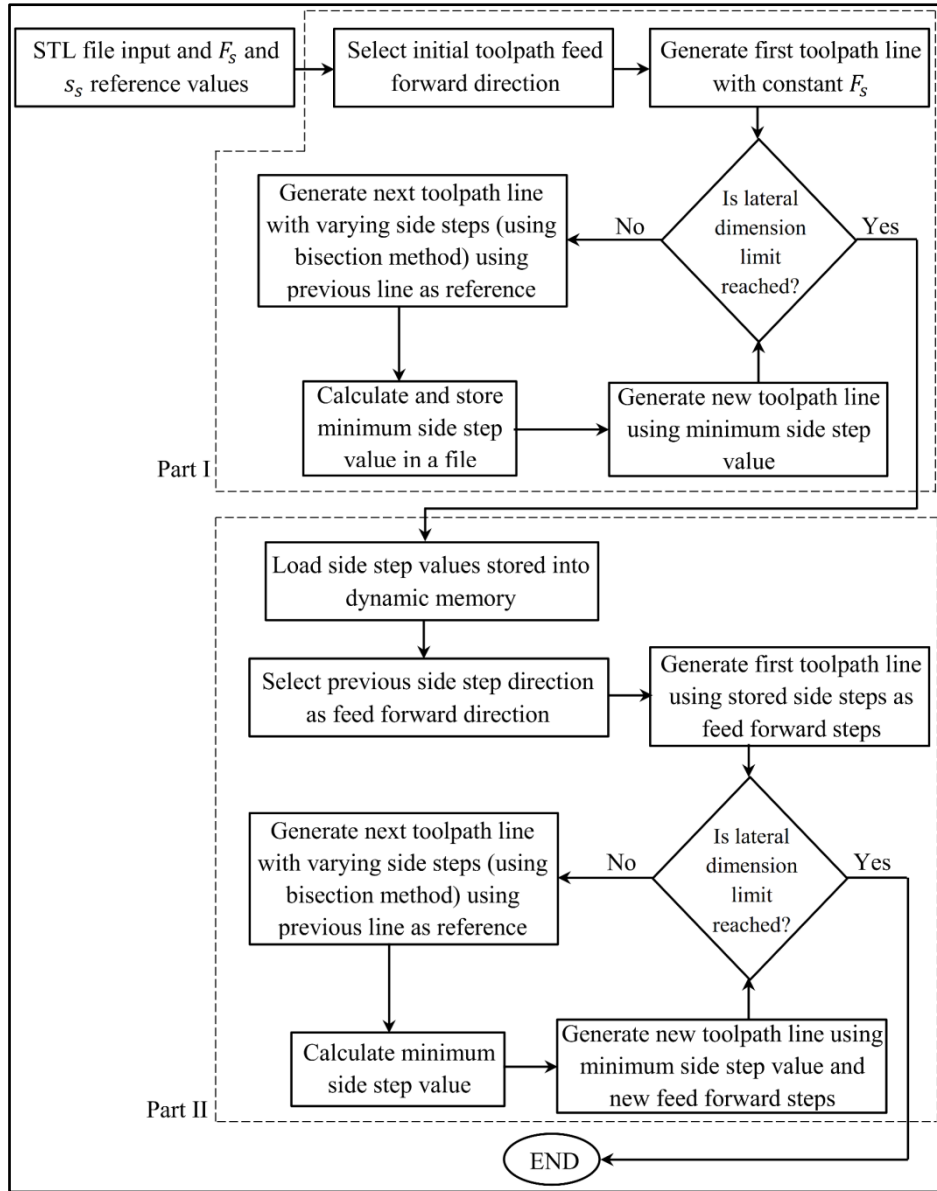 STL file input and Fₛ and
sₛ reference values
Select initial toolpath feed
forward direction
Generate first toolpath line
with constant Fₛ
Is lateral
dimension
limit
reached?
No
Yes
Generate next toolpath line
with varying side steps (using
bisection method) using
previous line as reference
Calculate and store
minimum side step
value in a file
Generate new toolpath line
using minimum side step
value
Part I
Load side step values stored into
dynamic memory
Select previous side step direction
as feed forward direction
Generate first toolpath line
using stored side steps as
feed forward steps
Is lateral
dimension
limit
reached?
No
Yes
Generate next toolpath line
with varying side steps (using
bisection method) using
previous line as reference
Calculate minimum
side step value
Generate new toolpath line using
minimum side step value and
new feed forward steps
Part II
END